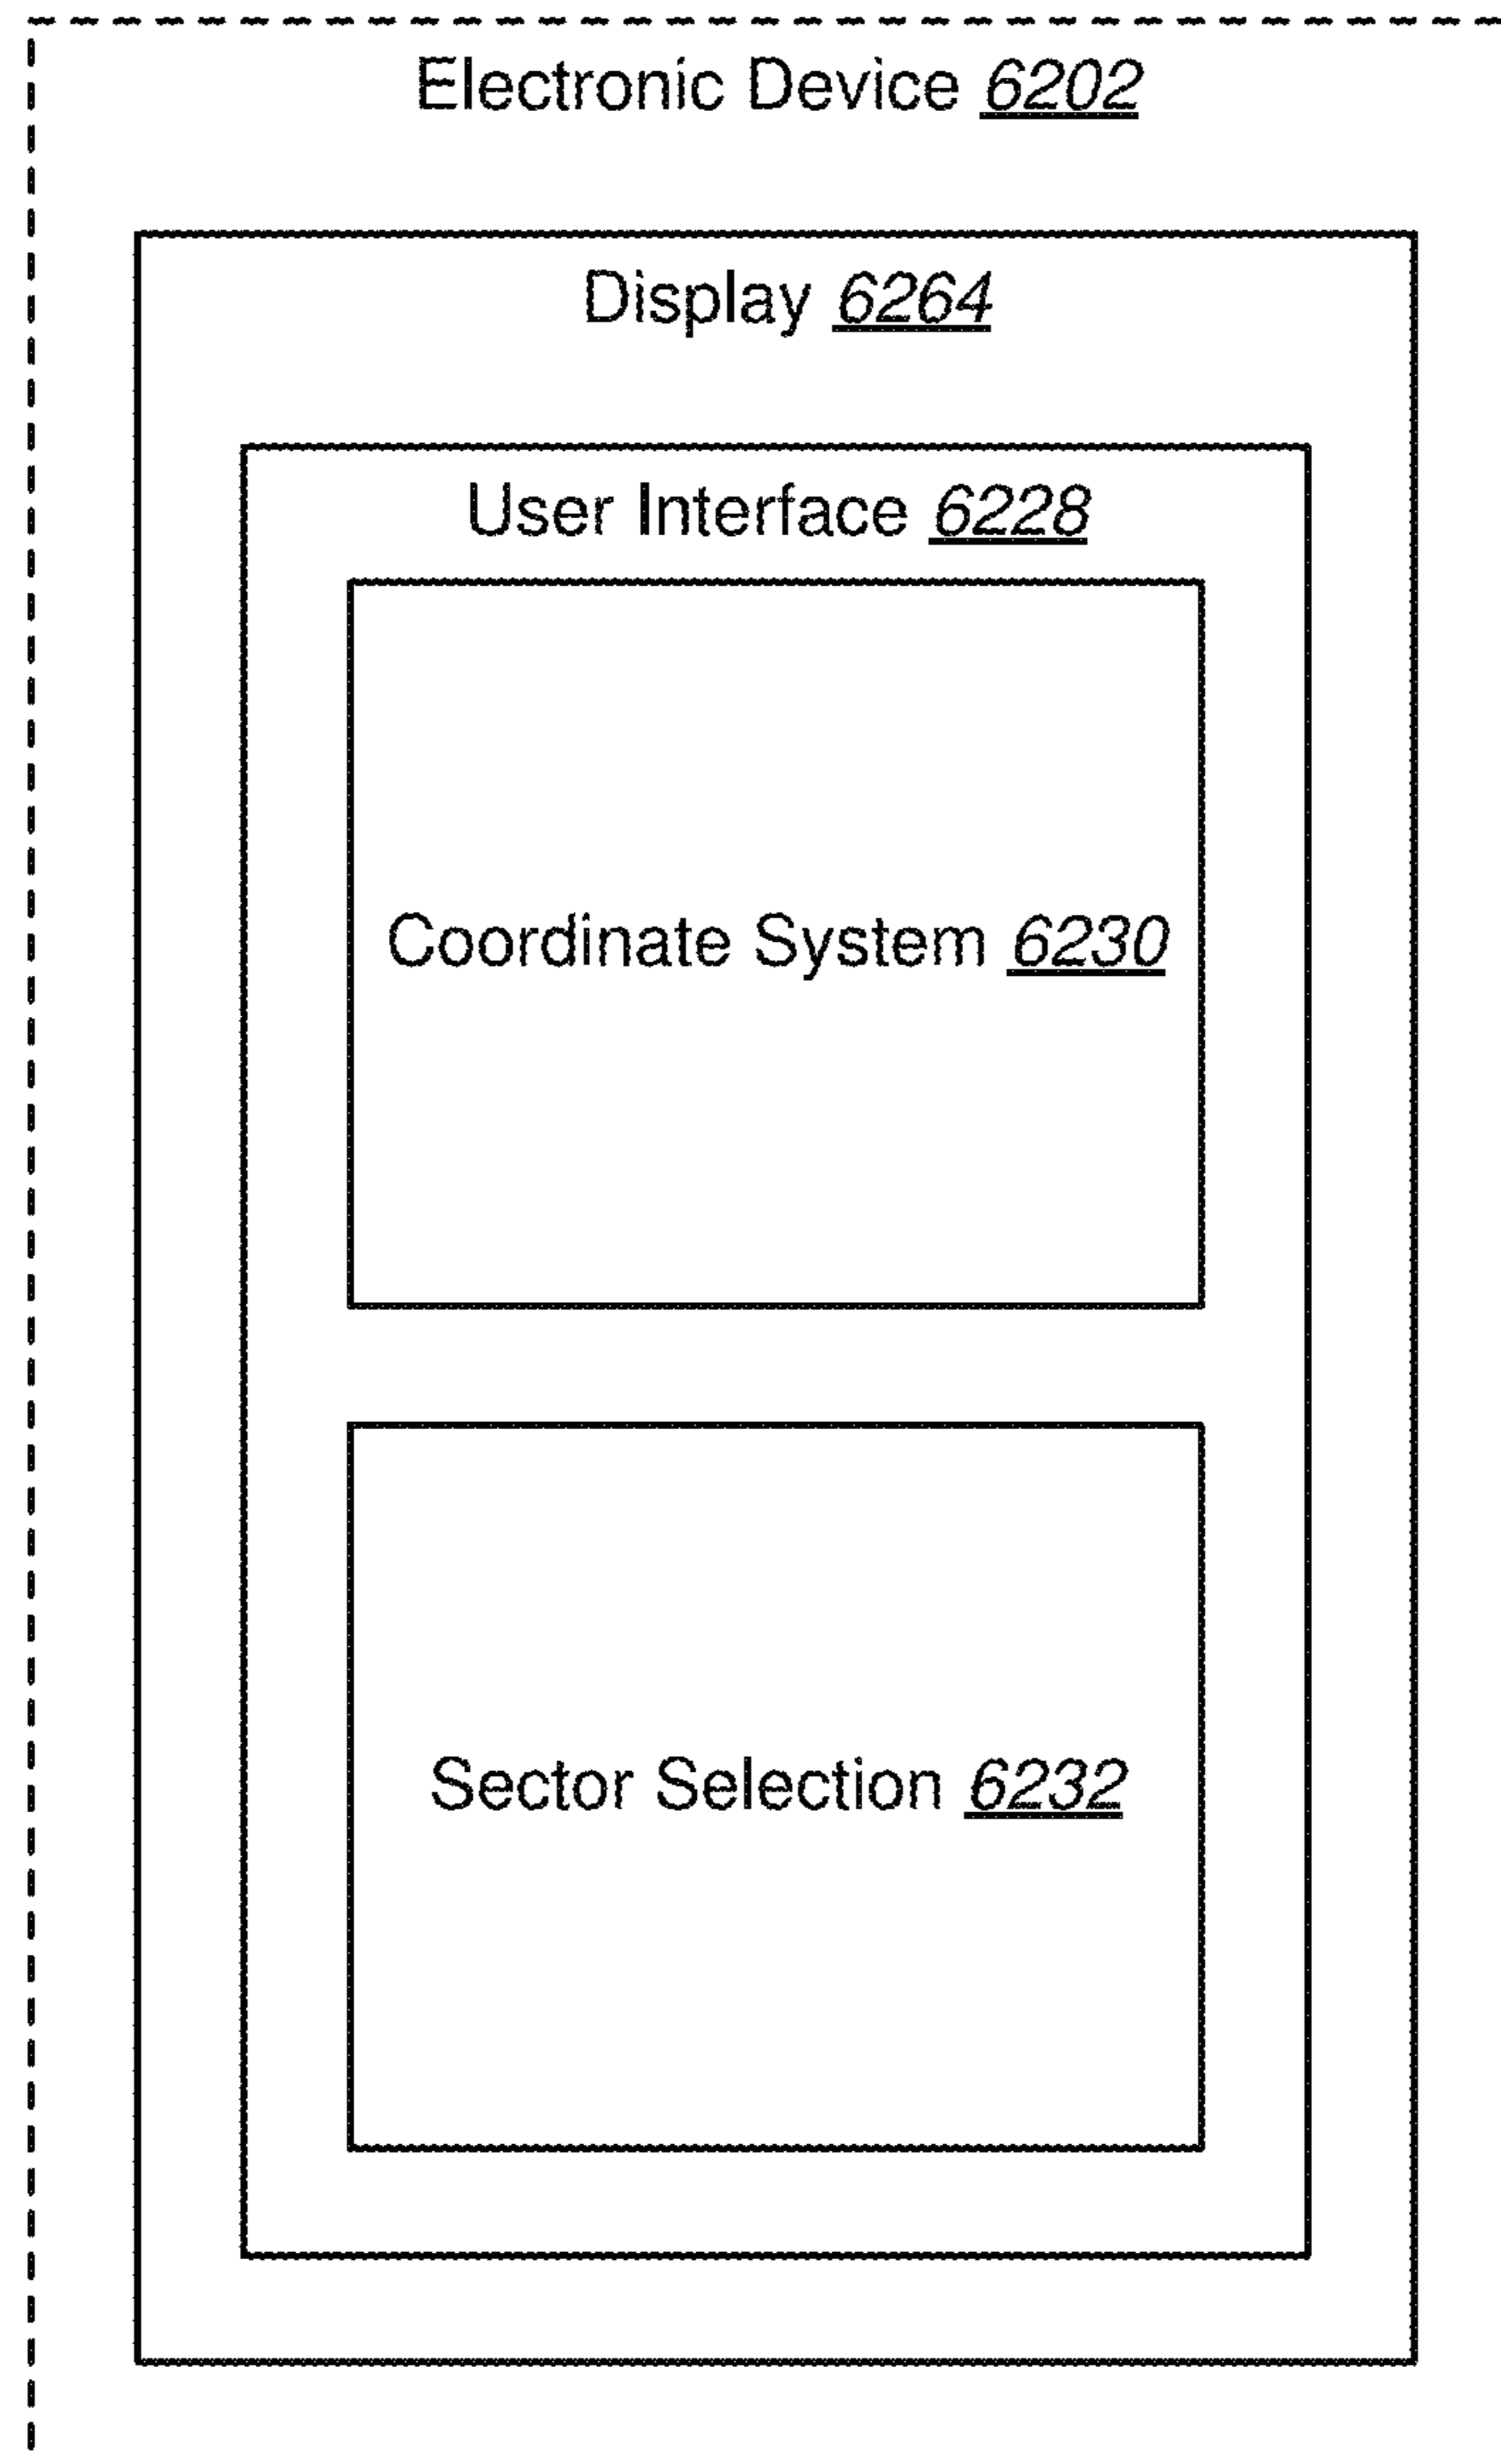 Electronic Device 6202
Display 6264
User Interface 6228
Coordinate System 6230
Sector Selection 6232